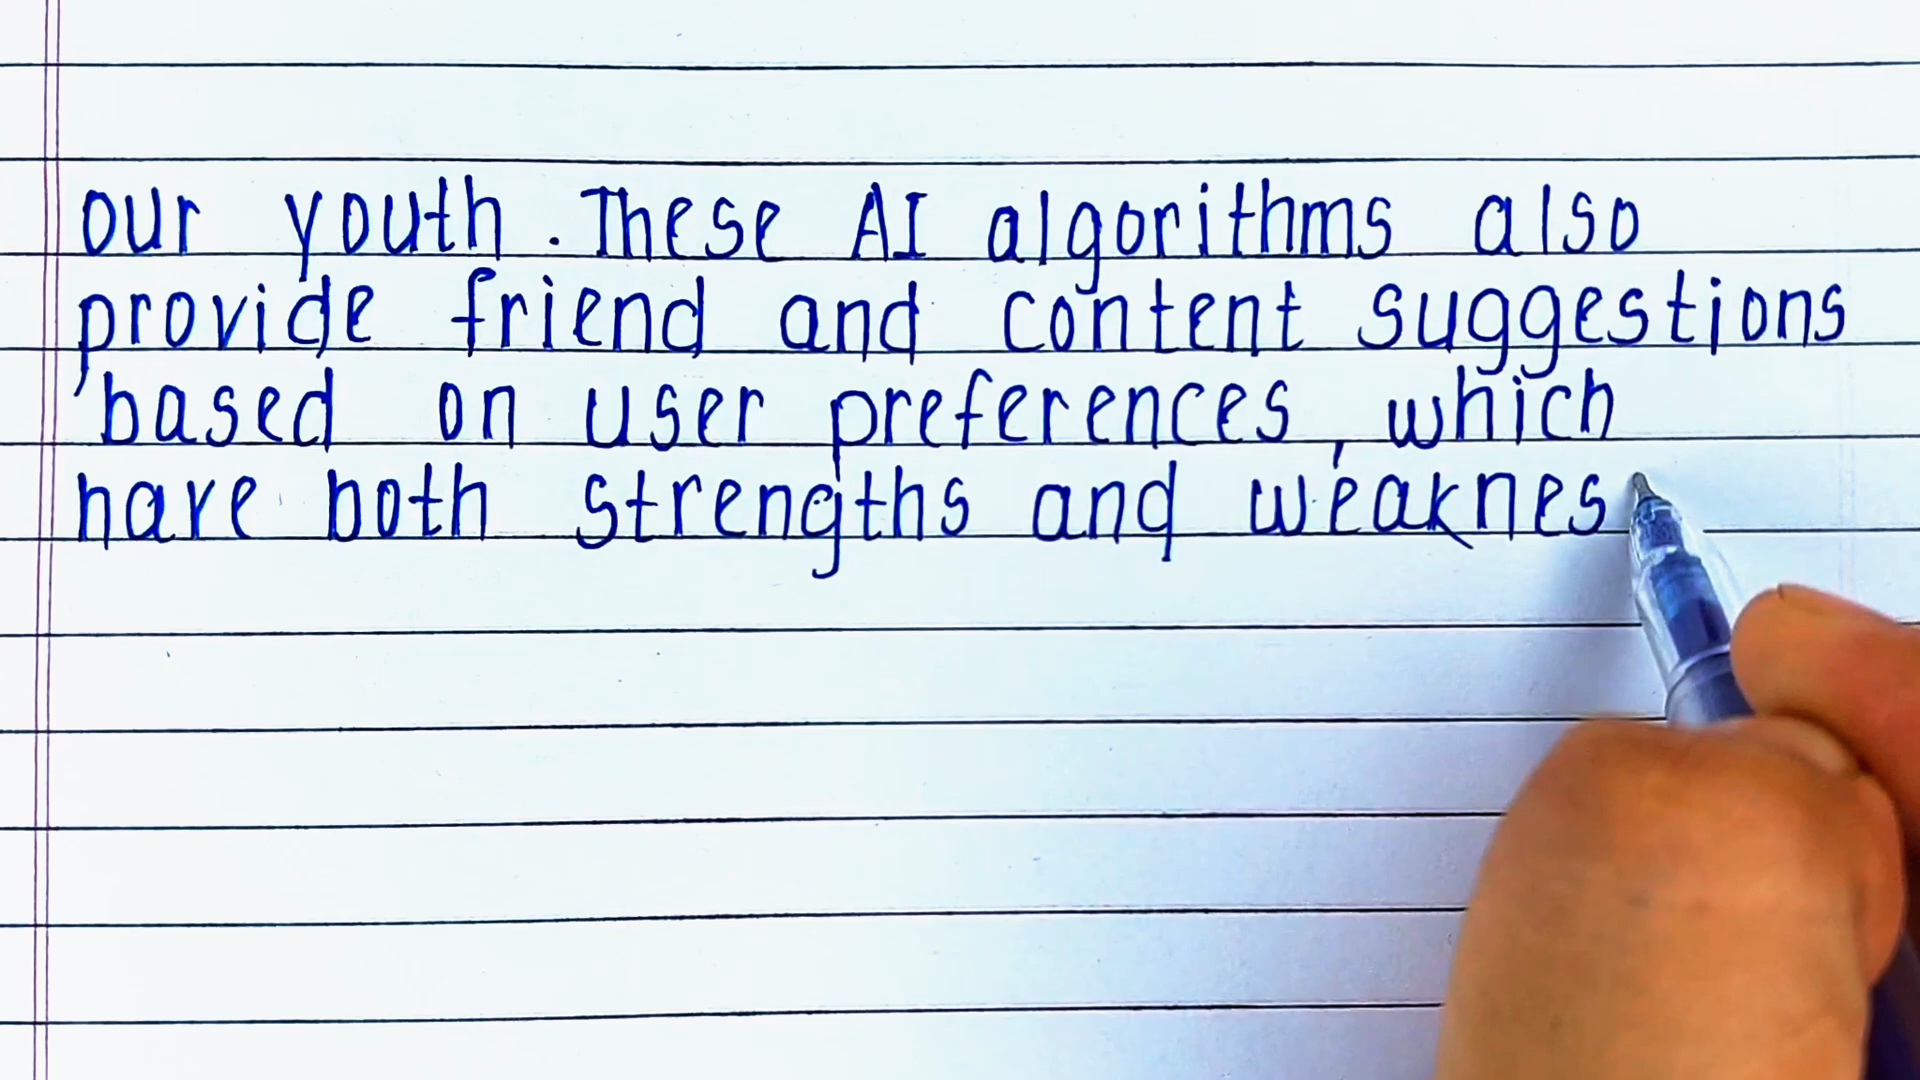 our youth. These AI algorithms also
provide friend and content suggestions
based on user preferences, which
have both strengths and weaknes